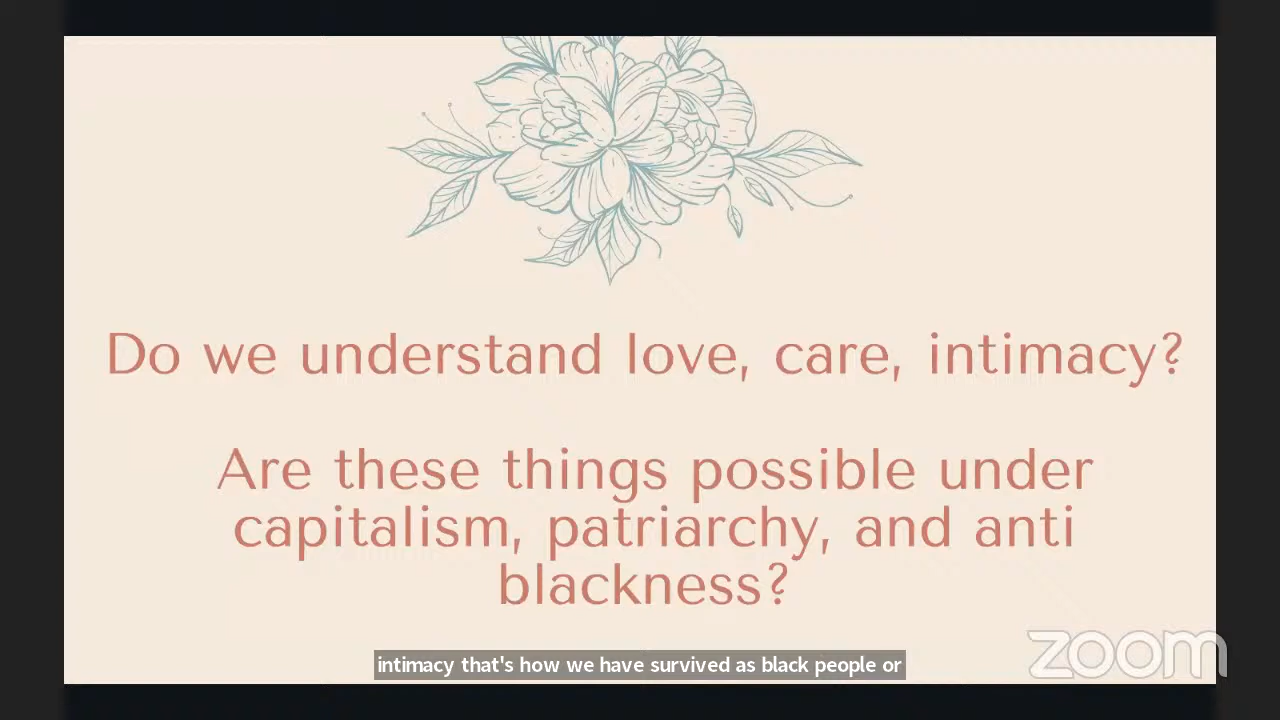 Do we understand love, care, intimacy?
Are these things possible under
capitalism, patriarchy, and anti
blackness?
intimacy that's how we have survived as black people or
zoom